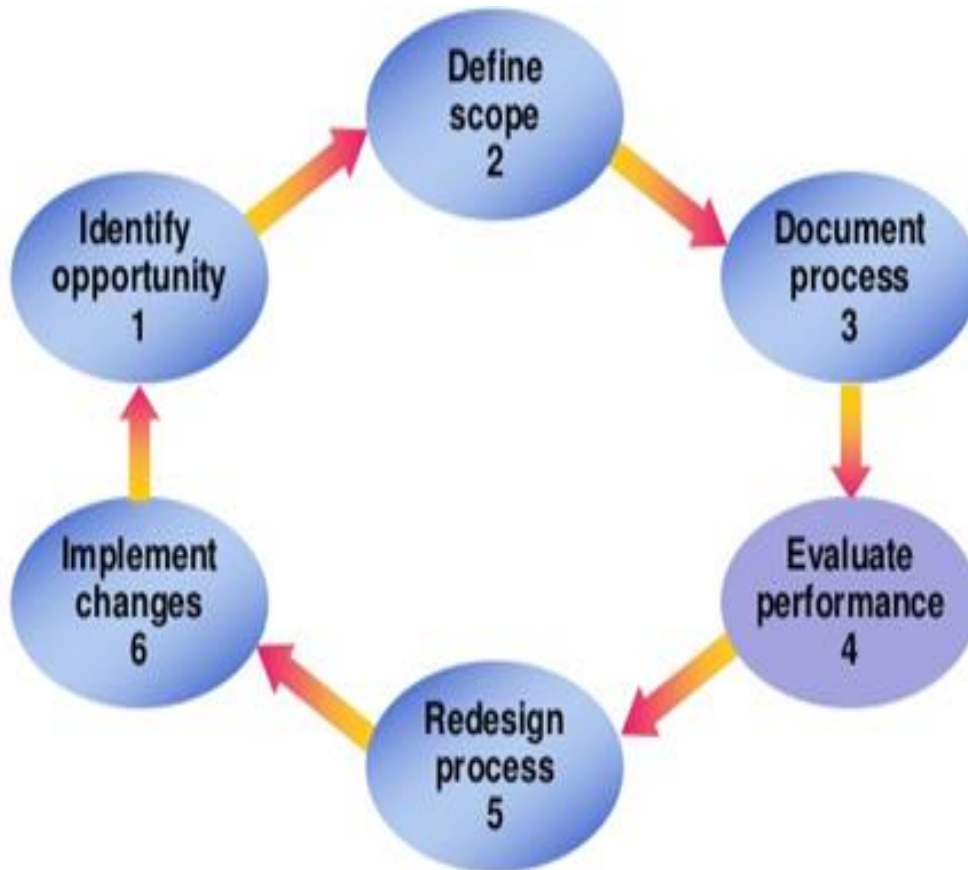 Identify
opportunity
1
Define
scope
2
Document
process
3
Evaluate
performance
4
Redesign
process
5
Implement
changes
6